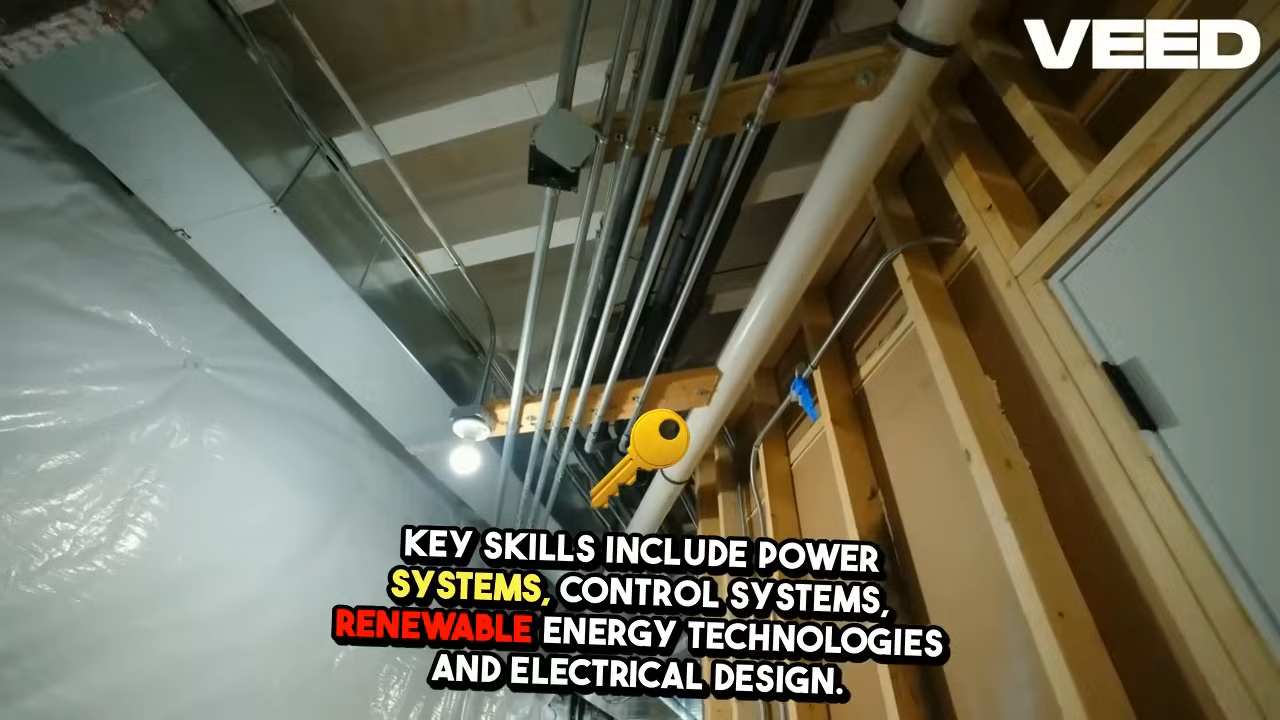 VEED
KEY SKILLS INCLUDE POWER
SYSTEMS, CONTROL SYSTEMS,
RENEWABLE ENERGY TECHNOLOGIES
AND ELECTRICAL DESIGN.